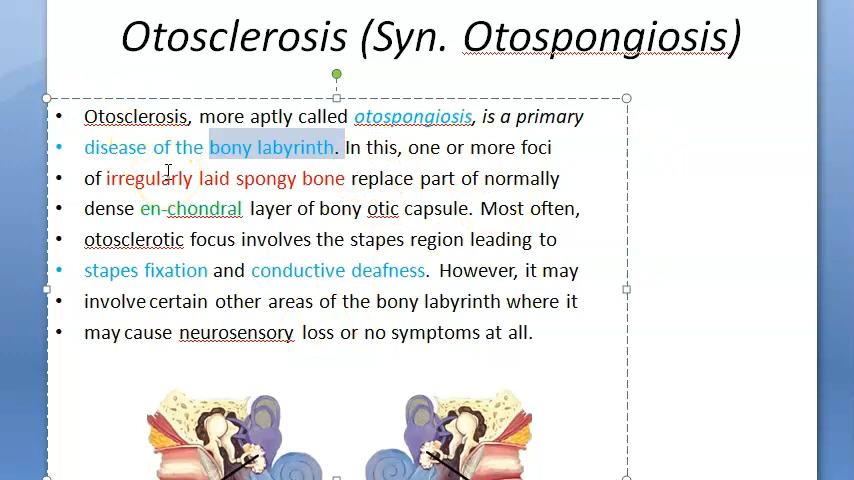 Otosclerosis (Syn. Otospongiosis)
• Otosclerosis, more aptly called otospongiosis, is a primary
• disease of the bony labyrinth. In this, one or more foci
• of irregularly laid spongy bone replace part of normally
• dense en-chondral layer of bony otic capsule. Most often,
• otosclerotic focus involves the stapes region leading to
• stapes fixation and conductive deafness. However, it may
• involve certain other areas of the bony labyrinth where it
• may cause neurosensory loss or no symptoms at all.